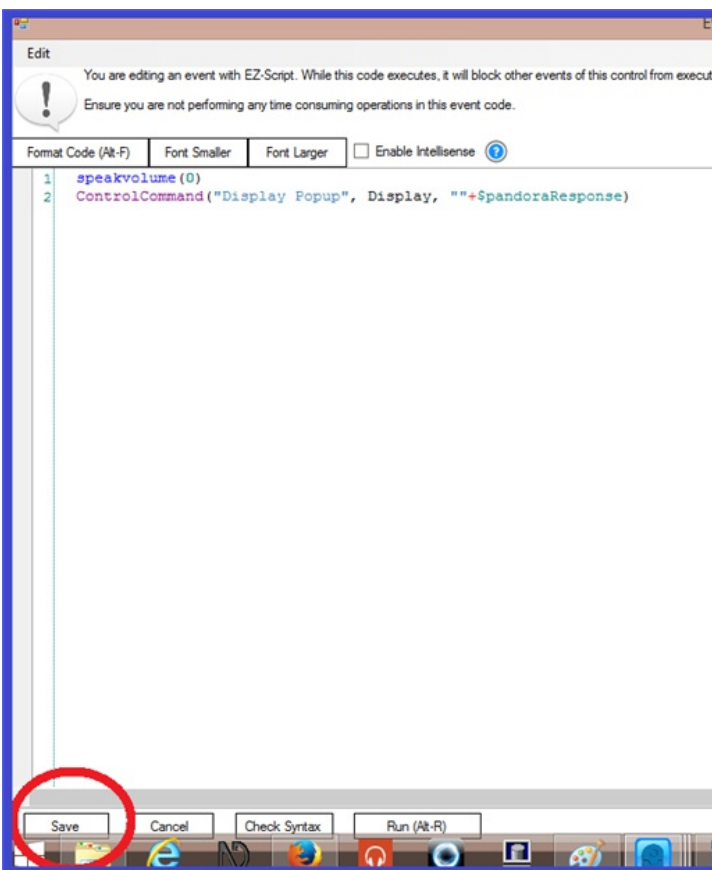 Edit
You are editing an event with EZ-Script. While this code executes, it will block other events of this control from
Ensure you are not performing any time consuming operations in this event code.
Format Code (Alt-F) Font Smaller Font Larger Enable Intellisense ?
1 speakvolume(0)
2 ControlCommand("Display Popup", Display, ""+$pandoraResponse)
Save Cancel Check Syntax Run (Alt-R)